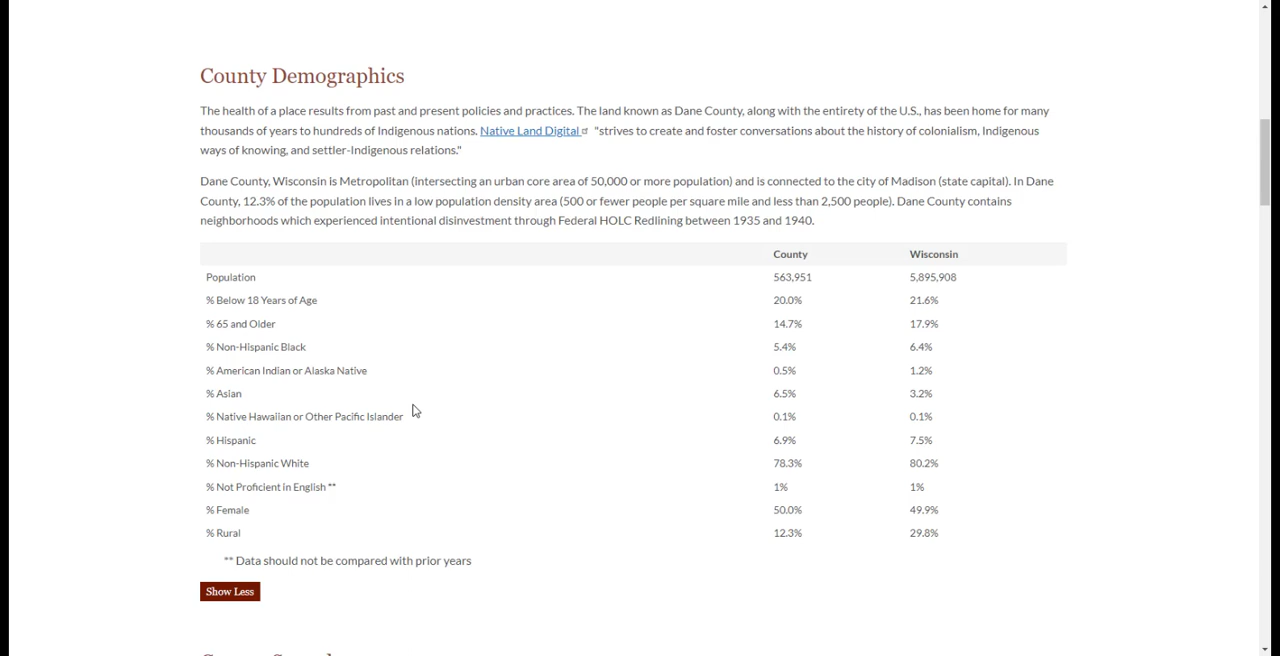 County Demographics
The health of a place results from past and present policies and practices. The land known as Dane County, along with the entirety of the U.S., has been home for many
thousands of years to hundreds of Indigenous nations. Native Land Digital "strives to create and foster conversations about the history of colonialism, Indigenous
ways of knowing, and settler-Indigenous relations."
Dane County, Wisconsin is Metropolitan (intersecting an urban core area of 50,000 or more population) and is connected to the city of Madison (state capital). In Dane
County, 12.3% of the population lives in a low population density area (500 or fewer people per square mile and less than 2,500 people). Dane County contains
neighborhoods which experienced intentional disinvestment through Federal HOLC Redlining between 1935 and 1940.
County Wisconsin
Population 563,951 5,895,908
% Below 18 Years of Age 20.0% 21.6%
% 65 and Older 14.7% 17.9%
% Non-Hispanic Black 5.4% 6.4%
% American Indian or Alaska Native 0.5% 1.2%
% Asian 6.5% 3.2%
% Native Hawaiian or Other Pacific Islander 0.1% 0.1%
% Hispanic 6.9% 7.5%
% Non-Hispanic White 78.3% 80.2%
% Not Proficient in English ** 1% 1%
% Female 50.0% 49.9%
% Rural 12.3% 29.8%
** Data should not be compared with prior years
Show Less